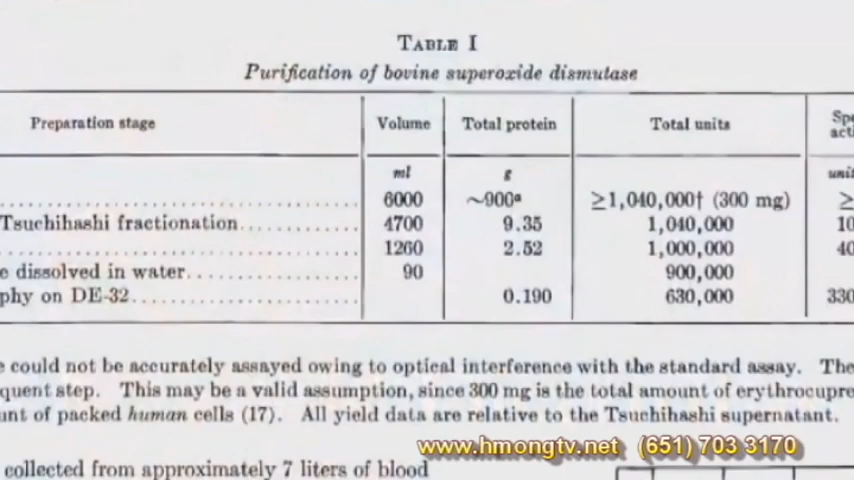 TABLE I
Purification of bovine superoxide dismutase
Preparation stage Volume Total protein Total units
ml g
6000 ~900ᵃ ≥1,040,000† (300 mg) ≥
Tsuchihashi fractionation 4700 9.35 1,040,000 10
1260 2.52 1,000,000 40
dissolved in water 90 900,000
on DE-32 0.190 630,000 330
could not be accurately assayed owing to optical interference with the standard assay. The
step. This may be a valid assumption, since 300 mg is the total amount of
of packed human cells (17). All yield data are relative to the Tsuchihashi supernatant.
www.hmongtv.net (651) 703 3170
collected from approximately 7 liters of blood